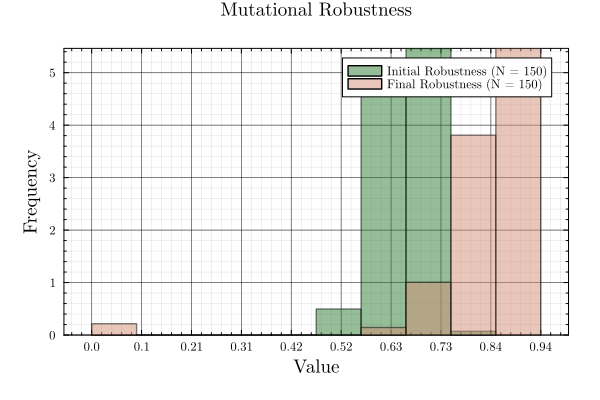 Mutational Robustness
Initial Robustness (N = 150)
Final Robustness (N = 150)
Frequency
5
4
3
2
1
0
0.0 0.1 0.21 0.31 0.42 0.52 0.63 0.73 0.84 0.94
Value